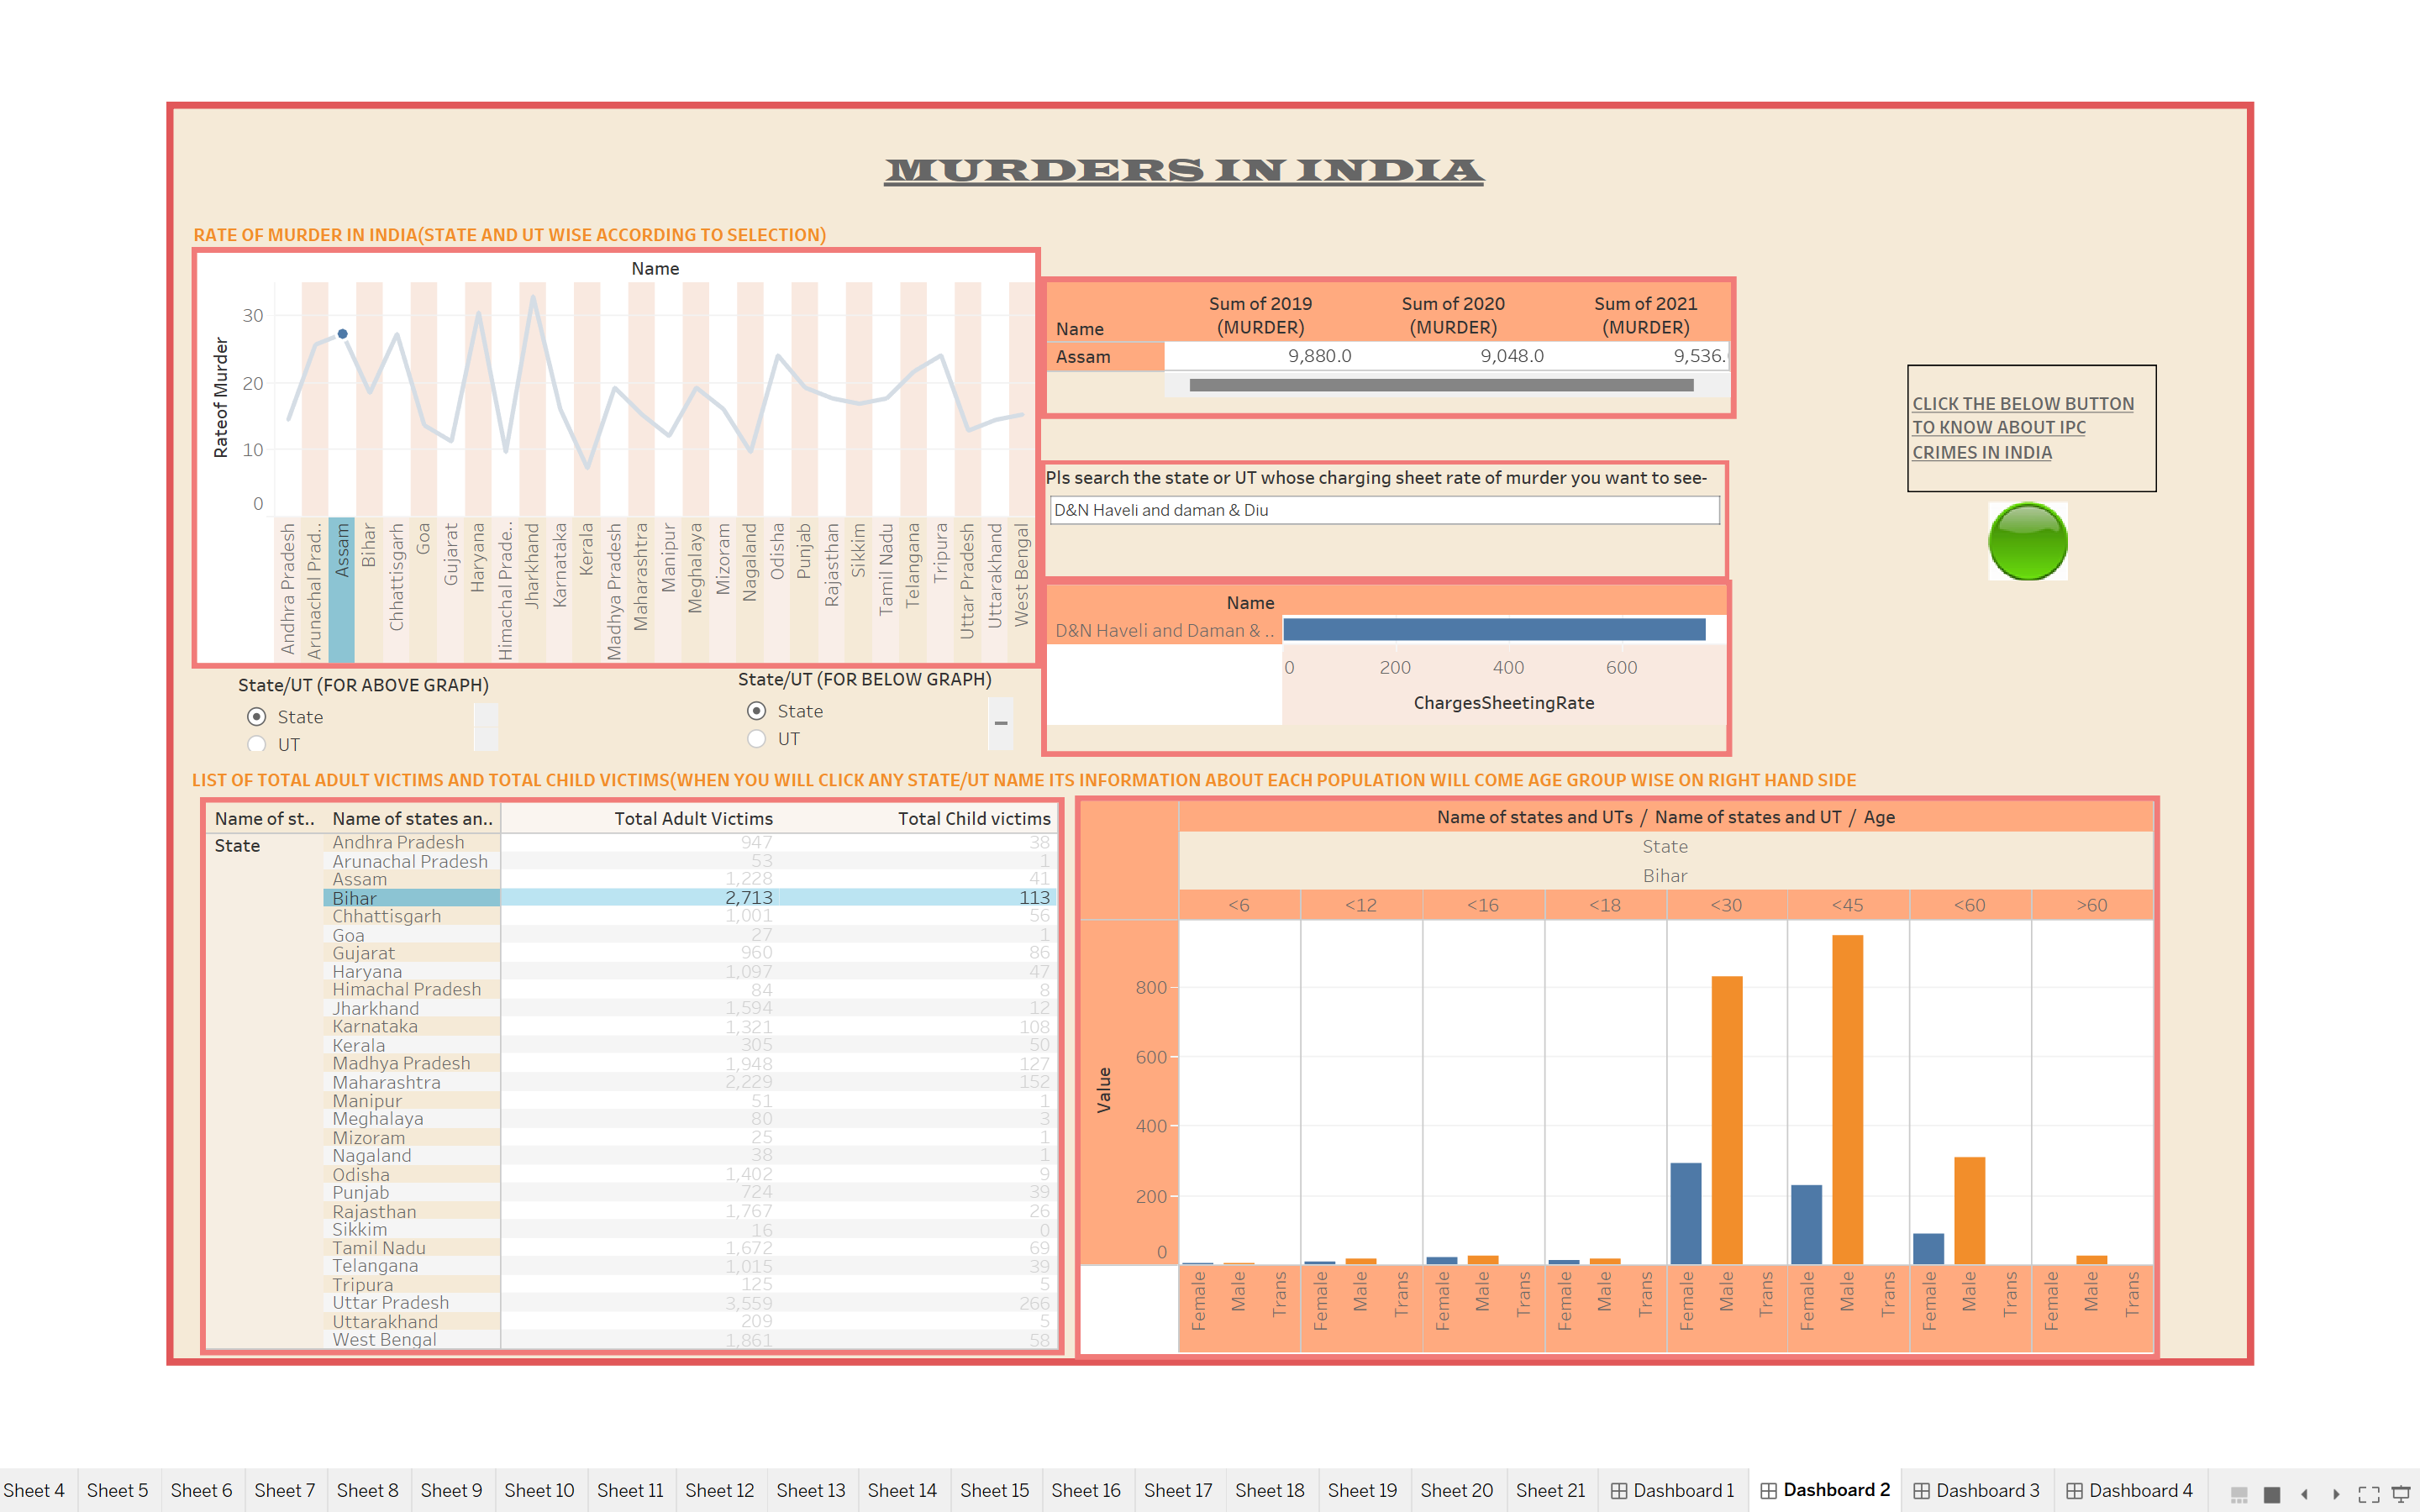 MURDERS IN INDIA
RATE OF MURDER IN INDIA(STATE AND UT WISE ACCORDING TO SELECTION)
Name
Rateof Murder
30
20
10
0
Andhra Pradesh
Arunachal Prad..
Assam
Bihar
Chhattisgarh
Goa
Gujarat
Haryana
Himachal Prade..
Jharkhand
Karnataka
Kerala
Madhya Pradesh
Maharashtra
Manipur
Meghalaya
Mizoram
Nagaland
Odisha
Punjab
Rajasthan
Sikkim
Tamil Nadu
Telangana
Tripura
Uttar Pradesh
Uttarakhand
West Bengal
Name Sum of 2019 (MURDER) Sum of 2020 (MURDER) Sum of 2021 (MURDER)
Assam 9,880.0 9,048.0 9,536.
Pls search the state or UT whose charging sheet rate of murder you want to see-
D&N Haveli and daman & Diu
Name
D&N Haveli and Daman & ..
0 200 400 600
ChargesSheetingRate
CLICK THE BELOW BUTTON
TO KNOW ABOUT IPC
CRIMES IN INDIA
State/UT (FOR ABOVE GRAPH)
State
UT
State/UT (FOR BELOW GRAPH)
State
UT
LIST OF TOTAL ADULT VICTIMS AND TOTAL CHILD VICTIMS(WHEN YOU WILL CLICK ANY STATE/UT NAME ITS INFORMATION ABOUT EACH POPULATION WILL COME AGE GROUP WISE ON RIGHT HAND SIDE
Name of st.. Name of states an.. Total Adult Victims Total Child victims
State Andhra Pradesh 947 38
Arunachal Pradesh 53 1
Assam 1,228 41
Bihar 2,713 113
Chhattisgarh 1,001 56
Goa 27 1
Gujarat 960 86
Haryana 1,097 47
Himachal Pradesh 84 8
Jharkhand 1,594 12
Karnataka 1,321 108
Kerala 305 50
Madhya Pradesh 1,948 127
Maharashtra 2,229 152
Manipur 51 1
Meghalaya 80 3
Mizoram 25 1
Nagaland 38 1
Odisha 1,402 9
Punjab 724 39
Rajasthan 1,767 26
Sikkim 16 0
Tamil Nadu 1,672 69
Telangana 1,015 39
Tripura 125 5
Uttar Pradesh 3,559 266
Uttarakhand 209 5
West Bengal 1,861 58
Name of states and UTs / Name of states and UT / Age
State
Bihar
<6 <12 <16 <18 <30 <45 <60 >60
Value
800
600
400
200
0
Female Male Trans Female Male Trans Female Male Trans Female Male Trans Female Male Trans Female Male Trans Female Male Trans Female Male Trans
Sheet 4 Sheet 5 Sheet 6 Sheet 7 Sheet 8 Sheet 9 Sheet 10 Sheet 11 Sheet 12 Sheet 13 Sheet 14 Sheet 15 Sheet 16 Sheet 17 Sheet 18 Sheet 19 Sheet 20 Sheet 21 Dashboard 1 Dashboard 2 Dashboard 3 Dashboard 4